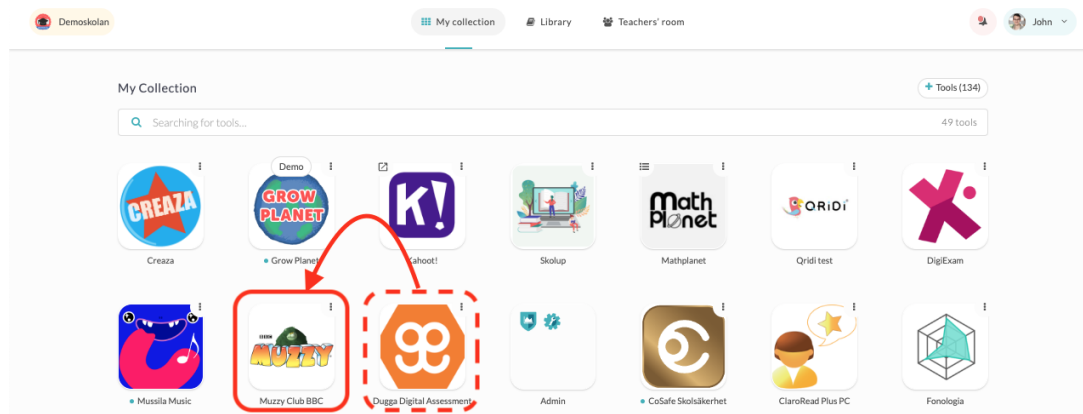 Demoskolan
My collection
Library
Teachers' room
John
My Collection
+ Tools (134)
Searching for tools...
49 tools
CREAZA
Demo
GROW
PLANET
K!
Math
Planet
QRIDI
Creaza
Grow Planet
Kahoot!
Skolup
Mathplanet
Qridi test
DigiExam
BBC
MUZZY
Mussila Music
Muzzy Club BBC
Dugga Digital Assessment
Admin
CoSafe Skolsäkerhet
ClaroRead Plus PC
Fonologia